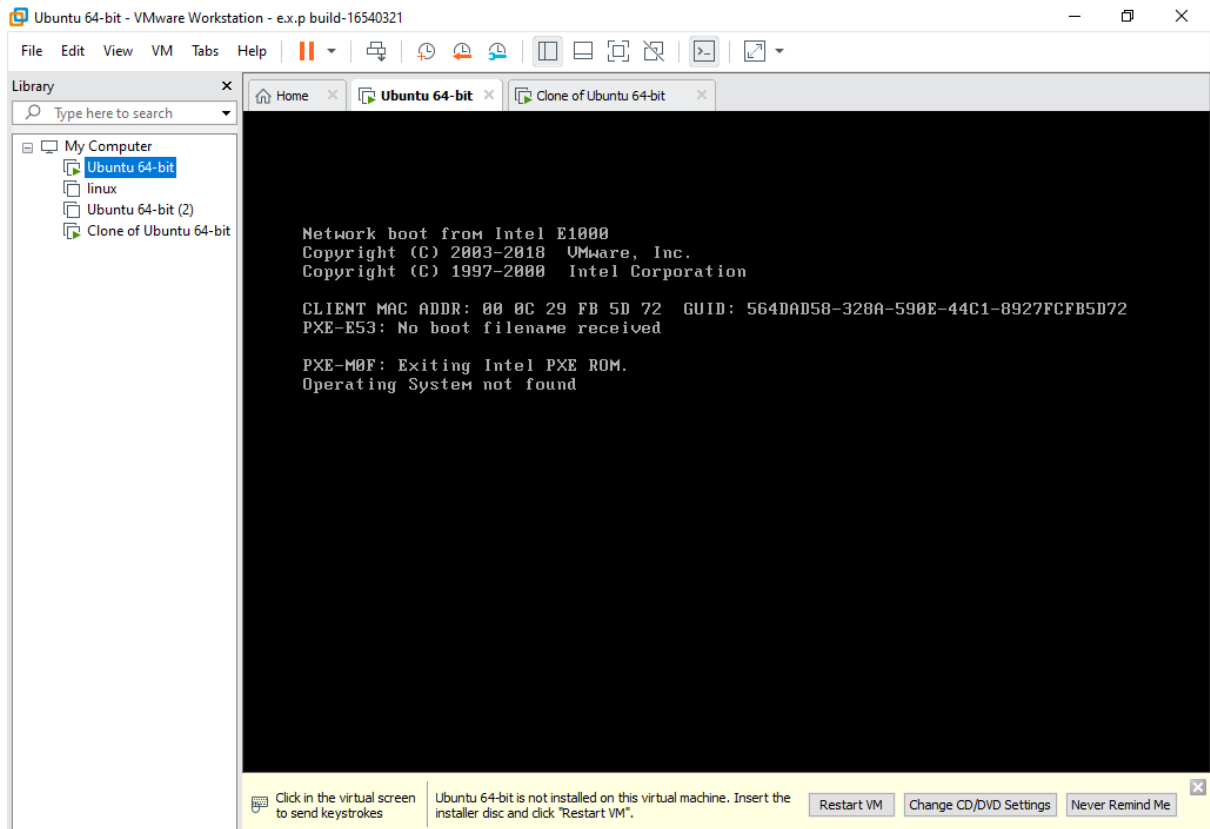 Ubuntu 64-bit - VMware Workstation - e.x.p build-16540321
File Edit View VM Tabs Help
Library
Type here to search
My Computer
Ubuntu 64-bit
linux
Ubuntu 64-bit (2)
Clone of Ubuntu 64-bit
Home
Ubuntu 64-bit
Clone of Ubuntu 64-bit
Network boot from Intel E1000
Copyright (C) 2003-2018 VMware, Inc.
Copyright (C) 1997-2000 Intel Corporation
CLIENT MAC ADDR: 00 0C 29 FB 5D 72 GUID: 564DAD58-328A-590E-44C1-8927FCFB5D72
PXE-E53: No boot filename received
PXE-M0F: Exiting Intel PXE ROM.
Operating System not found
Click in the virtual screen
to send keystrokes
Ubuntu 64-bit is not installed on this virtual machine. Insert the
installer disc and click "Restart VM".
Restart VM
Change CD/DVD Settings
Never Remind Me